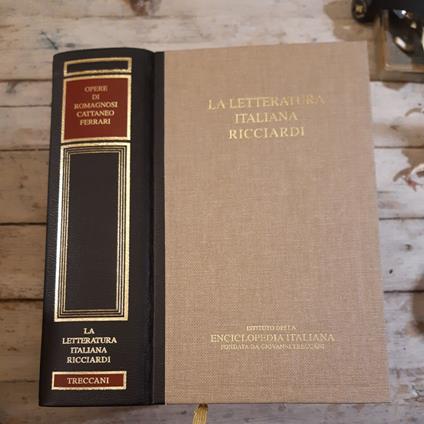 OPERE
DI
ROMAGNOSI
CATTANEO
FERRARI
LA
LETTERATURA
ITALIANA
RICCIARDI
TRECCANI
LA LETTERATURA
ITALIANA
RICCIARDI
ISTITUTO DELLA
ENCICLOPEDIA ITALIANA
FONDATA DA GIOVANNI TRECCANI